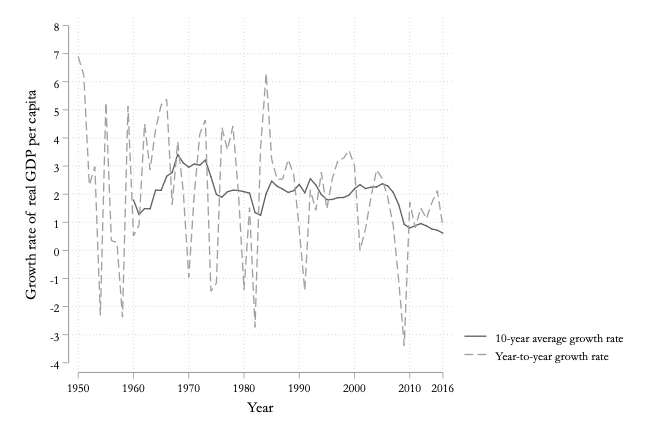 Growth rate of real GDP per capita
8
7
6
5
4
3
2
1
0
-1
-2
-3
-4
1950 1960 1970 1980 1990 2000 2010 2016
Year
10-year average growth rate
Year-to-year growth rate